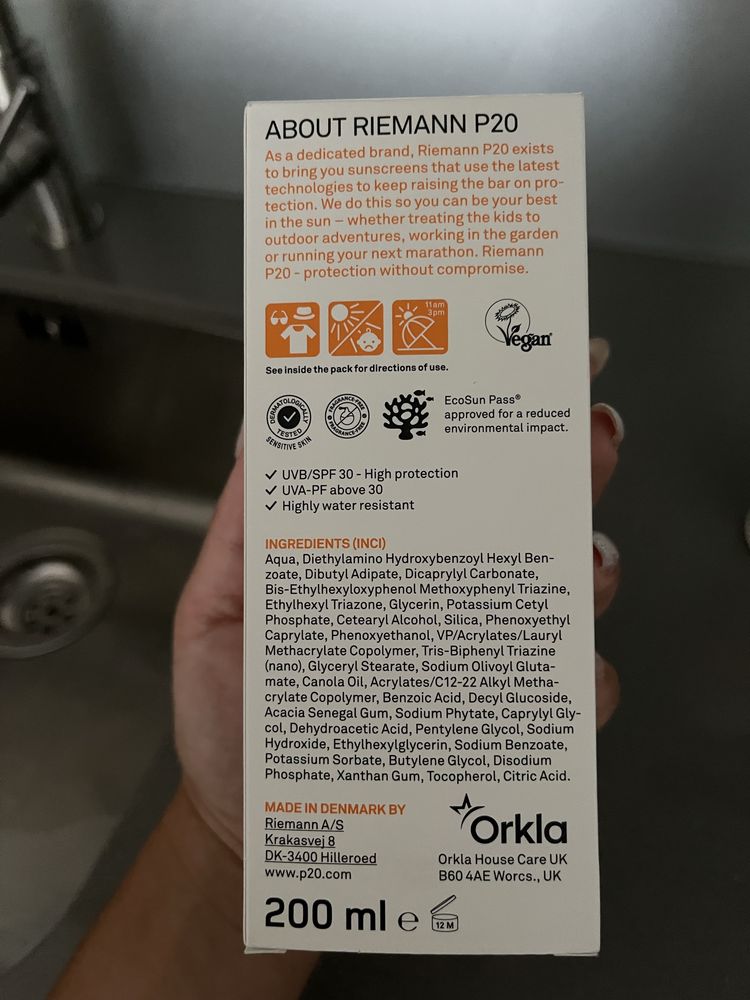 ABOUT RIEMANN P20
As a dedicated brand, Riemann P20 exists
to bring you sunscreens that use the latest
technologies to keep raising the bar on pro-
tection. We do this so you can be your best
in the sun – whether treating the kids to
outdoor adventures, working in the garden
or running your next marathon. Riemann
P20 - protection without compromise.
11am
3pm
Vegan
See inside the pack for directions of use.
DERMATOLOGICALLY
TESTED
SENSITIVE SKIN
FRAGRANCE-FREE
FRAGRANCE-FREE
EcoSun Pass®
approved for a reduced
environmental impact.
✓ UVB/SPF 30 - High protection
✓ UVA-PF above 30
✓ Highly water resistant
INGREDIENTS (INCI)
Aqua, Diethylamino Hydroxybenzoyl Hexyl Ben-
zoate, Dibutyl Adipate, Dicaprylyl Carbonate,
Bis-Ethylhexyloxyphenol Methoxyphenyl Triazine,
Ethylhexyl Triazone, Glycerin, Potassium Cetyl
Phosphate, Cetearyl Alcohol, Silica, Phenoxyethyl
Caprylate, Phenoxyethanol, VP/Acrylates/Lauryl
Methacrylate Copolymer, Tris-Biphenyl Triazine
(nano), Glyceryl Stearate, Sodium Olivoyl Gluta-
mate, Canola Oil, Acrylates/C12-22 Alkyl Metha-
crylate Copolymer, Benzoic Acid, Decyl Glucoside,
Acacia Senegal Gum, Sodium Phytate, Caprylyl Gly-
col, Dehydroacetic Acid, Pentylene Glycol, Sodium
Hydroxide, Ethylhexylglycerin, Sodium Benzoate,
Potassium Sorbate, Butylene Glycol, Disodium
Phosphate, Xanthan Gum, Tocopherol, Citric Acid.
MADE IN DENMARK BY
Riemann A/S
Krakasvej 8
DK-3400 Hilleroed
www.p20.com
Orkla
Orkla House Care UK
B60 4AE Worcs., UK
200 ml ℮
12 M